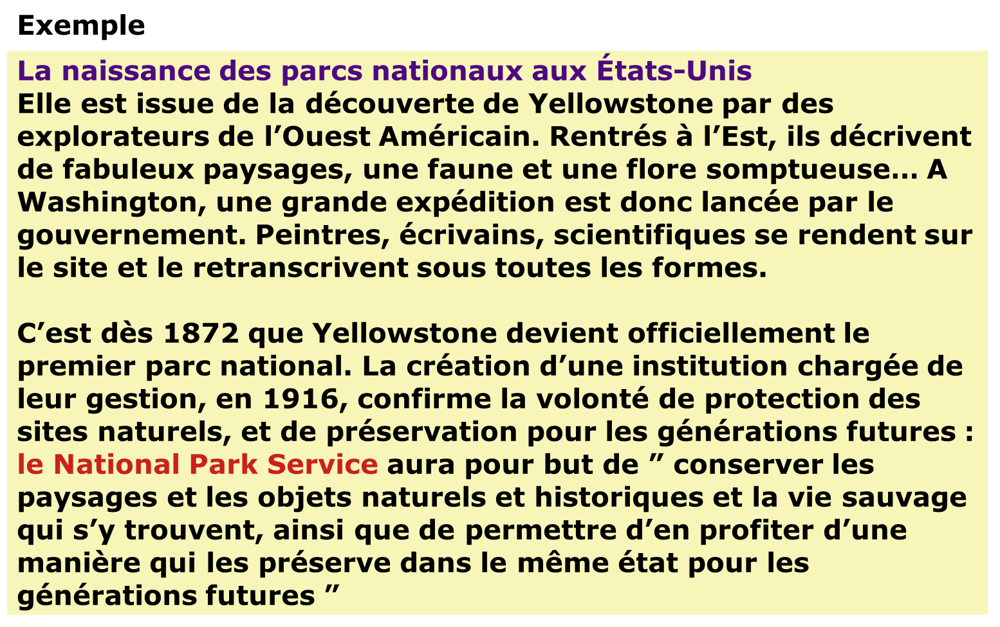 Exemple
La naissance des parcs nationaux aux États-Unis
Elle est issue de la découverte de Yellowstone par des
explorateurs de l’Ouest Américain. Rentrés à l’Est, ils décrivent
de fabuleux paysages, une faune et une flore somptueuse… A
Washington, une grande expédition est donc lancée par le
gouvernement. Peintres, écrivains, scientifiques se rendent sur
le site et le retranscrivent sous toutes les formes.
C’est dès 1872 que Yellowstone devient officiellement le
premier parc national. La création d’une institution chargée de
leur gestion, en 1916, confirme la volonté de protection des
sites naturels, et de préservation pour les générations futures :
le National Park Service aura pour but de ” conserver les
paysages et les objets naturels et historiques et la vie sauvage
qui s’y trouvent, ainsi que de permettre d’en profiter d’une
manière qui les préserve dans le même état pour les
générations futures ”